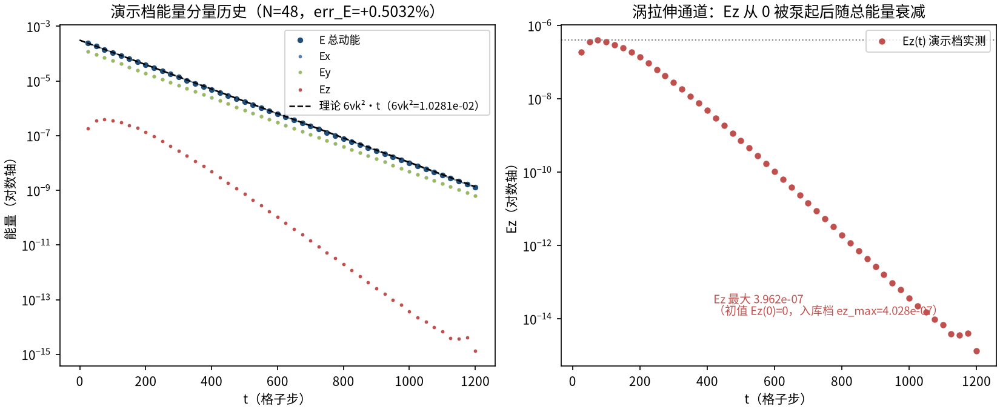 演示档能量分量历史（N=48，err_E=+0.5032%）
10⁻³
10⁻⁵
10⁻⁷
10⁻⁹
10⁻¹¹
10⁻¹³
10⁻¹⁵
能量（对数轴）
E 总动能
Ex
Ey
Ez
理论 6νk²·t（6νk²=1.0281e-02）
0 200 400 600 800 1000 1200
t（格子步）
涡拉伸通道：Ez 从 0 被泵起后随总能量衰减
10⁻⁶
10⁻⁸
10⁻¹⁰
10⁻¹²
10⁻¹⁴
Ez（对数轴）
Ez(t) 演示档实测
Ez 最大 3.962e-07
（初值 Ez(0)=0，入库档 ez_max=4.028e-07）
0 200 400 600 800 1000 1200
t（格子步）